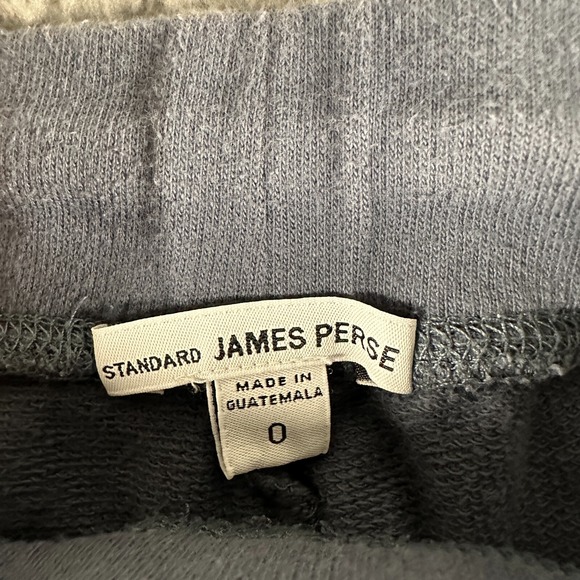 STANDARD JAMES PERSE
MADE IN
GUATEMALA
0